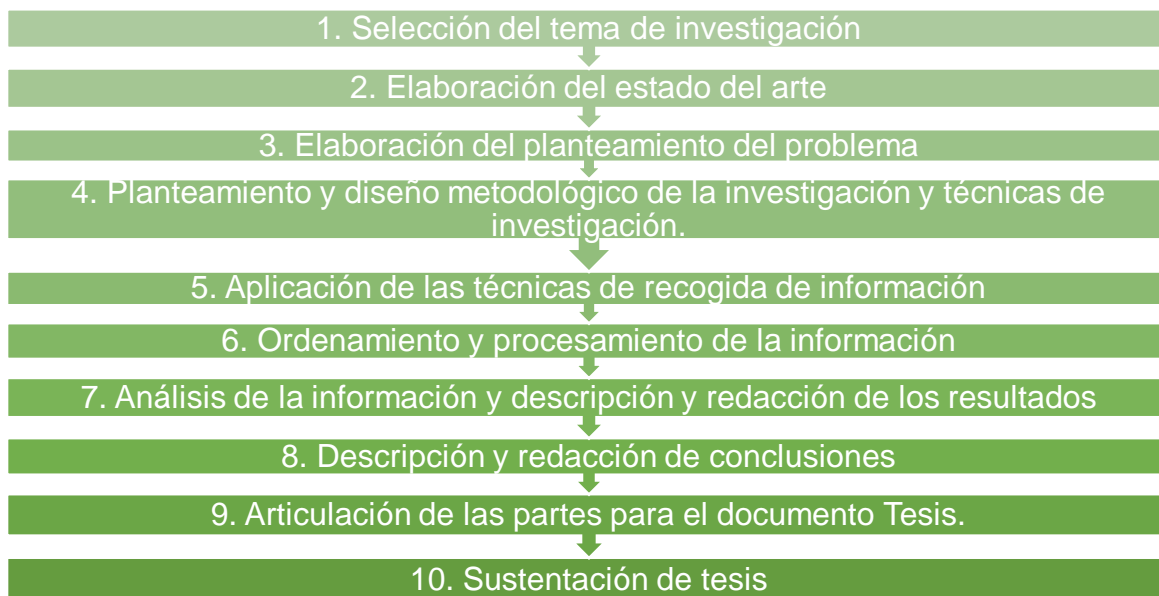 1. Selección del tema de investigación
2. Elaboración del estado del arte
3. Elaboración del planteamiento del problema
4. Planteamiento y diseño metodológico de la investigación y técnicas de
investigación.
5. Aplicación de las técnicas de recogida de información
6. Ordenamiento y procesamiento de la información
7. Análisis de la información y descripción y redacción de los resultados
8. Descripción y redacción de conclusiones
9. Articulación de las partes para el documento Tesis.
10. Sustentación de tesis